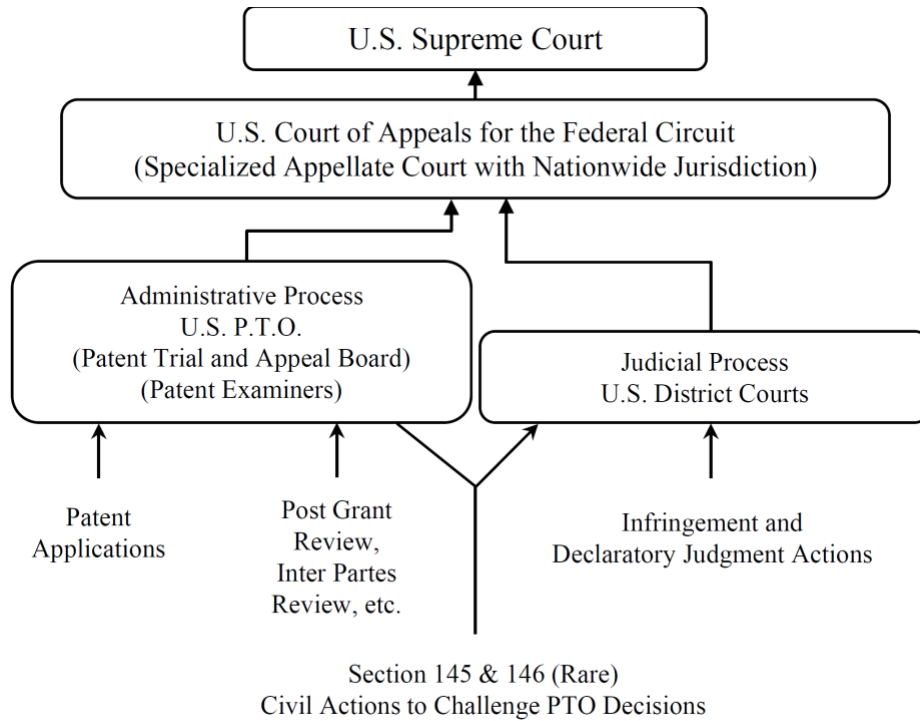 U.S. Supreme Court
U.S. Court of Appeals for the Federal Circuit
(Specialized Appellate Court with Nationwide Jurisdiction)
Administrative Process
U.S. P.T.O.
(Patent Trial and Appeal Board)
(Patent Examiners)
Judicial Process
U.S. District Courts
Patent
Applications
Post Grant
Review,
Inter Partes
Review, etc.
Infringement and
Declaratory Judgment Actions
Section 145 & 146 (Rare)
Civil Actions to Challenge PTO Decisions